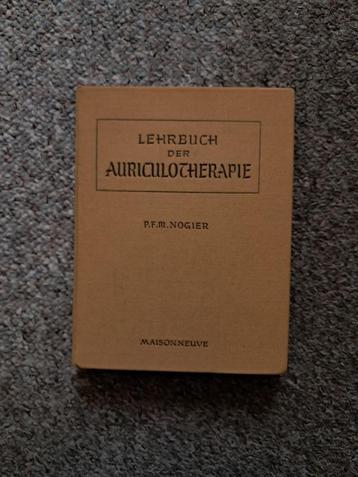 LEHRBUCH
DER
AURICULOTHERAPIE
P.F.M. NOGIER
MAISONNEUVE